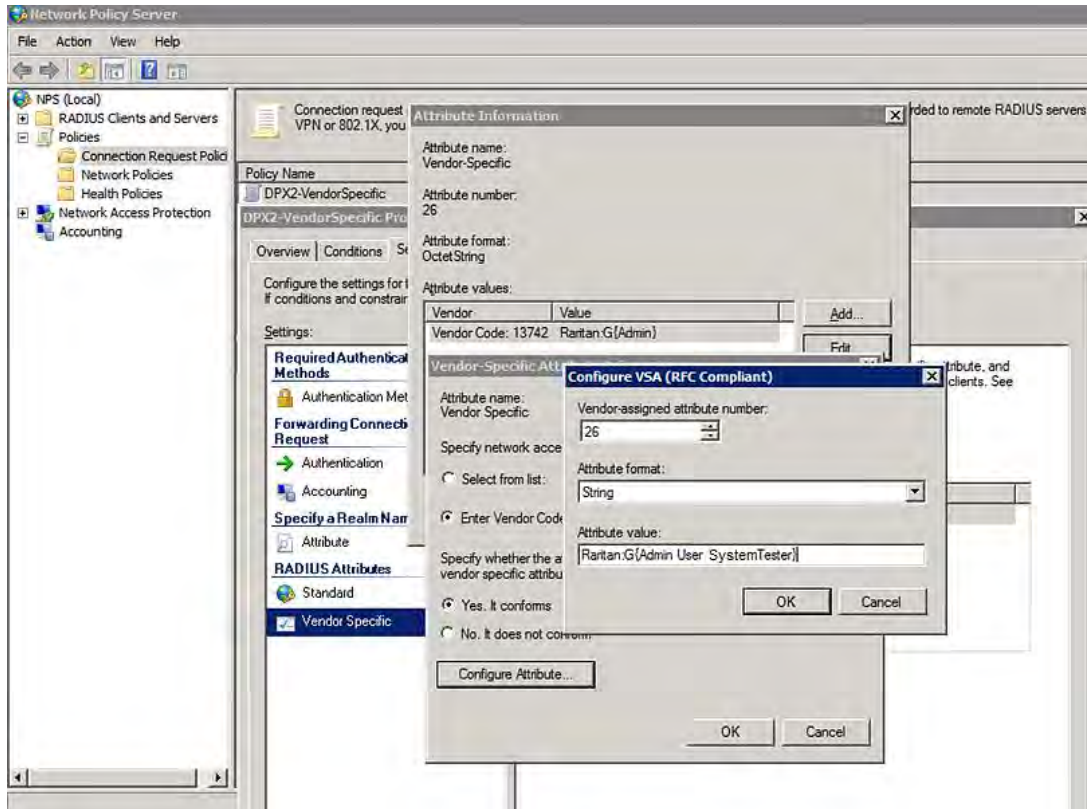 Network Policy Server
File Action View Help
NPS (Local)
RADIUS Clients and Servers
Policies
Connection Request Polici
Network Policies
Health Policies
Network Access Protection
Accounting
Connection request
VPN or 802.1X, you
rded to remote RADIUS servers
Policy Name
DPX2-VendorSpecific
DPX2-VendorSpecific Pro
Overview Conditions Se
Configure the settings for
If conditions and constrain
Settings:
Required Authenticat
Methods
Authentication Met
Forwarding Connecti
Request
Authentication
Accounting
Specify a Realm Nam
Attribute
RADIUS Attributes
Standard
Vendor Specific
Attribute Information
Attribute name:
Vendor-Specific
Attribute number:
26
Attribute format:
OctetString
Attribute values:
Vendor Value
Vendor Code: 13742 Raritan:G{Admin}
Add...
Edit
tribute, and
clients. See
Vendor-Specific Att
Attribute name:
Vendor Specific
Specify network acce
Select from list:
Enter Vendor Code
Specify whether the a
vendor specific attribu
Yes. It conforms
No. It does not conform
Configure Attribute...
OK Cancel
Configure VSA (RFC Compliant)
Vendor-assigned attribute number:
26
Attribute format:
String
Attribute value:
Raritan:G{Admin User SystemTester}
OK Cancel